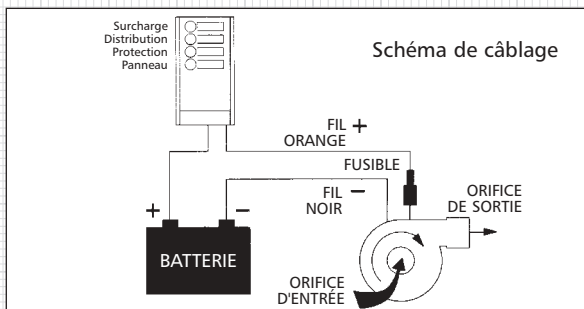 Schéma de câblage
Surcharge
Distribution
Protection
Panneau
FIL +
ORANGE
FUSIBLE
FIL −
NOIR
ORIFICE
DE SORTIE
+ −
BATTERIE
ORIFICE
D'ENTRÉE